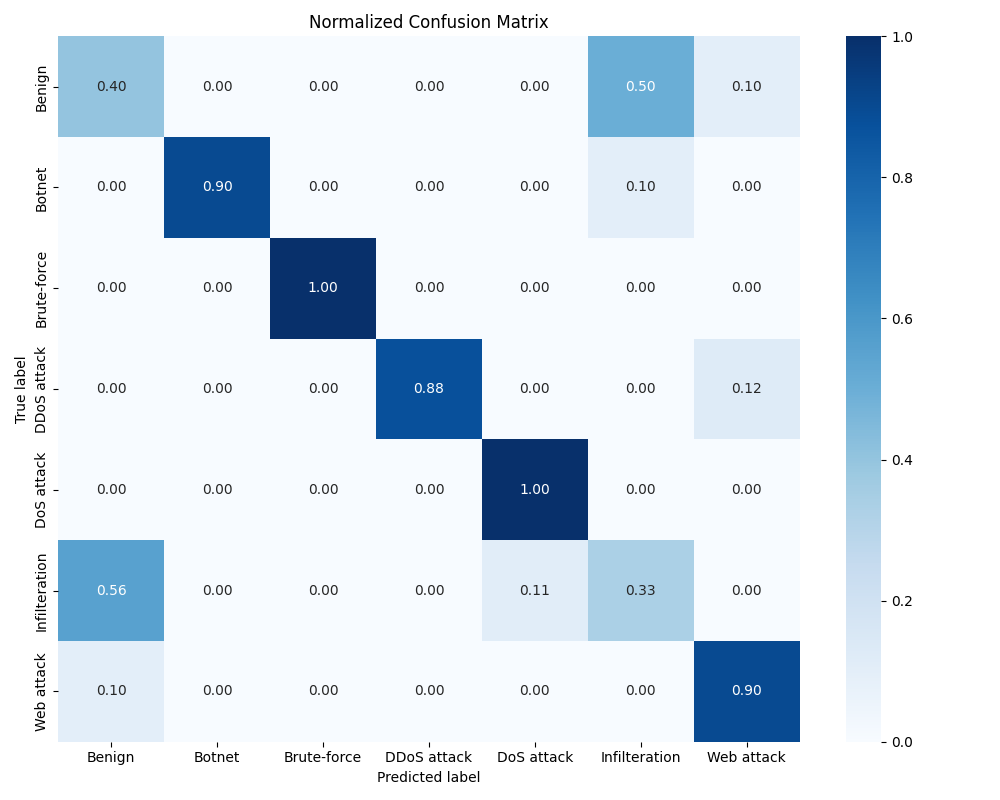 Normalized Confusion Matrix
Benign 0.40 0.00 0.00 0.00 0.00 0.50 0.10
Botnet 0.00 0.90 0.00 0.00 0.00 0.10 0.00
Brute-force 0.00 0.00 1.00 0.00 0.00 0.00 0.00
DDoS attack 0.00 0.00 0.00 0.88 0.00 0.00 0.12
DoS attack 0.00 0.00 0.00 0.00 1.00 0.00 0.00
Infilteration 0.56 0.00 0.00 0.00 0.11 0.33 0.00
Web attack 0.10 0.00 0.00 0.00 0.00 0.00 0.90
True label
Benign Botnet Brute-force DDoS attack DoS attack Infilteration Web attack
Predicted label
1.0
0.8
0.6
0.4
0.2
0.0